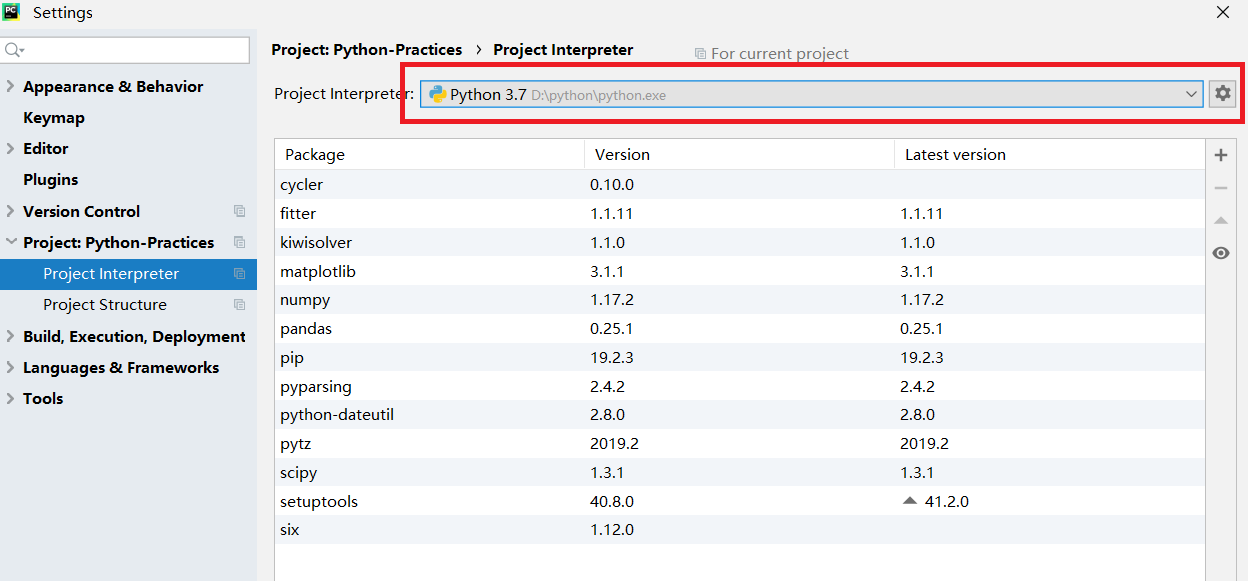 PC Settings
Project: Python-Practices › Project Interpreter For current project
Project Interpreter: Python 3.7 D:\python\python.exe
Appearance & Behavior
Keymap
Editor
Plugins
Version Control
Project: Python-Practices
Project Interpreter
Project Structure
Build, Execution, Deployment
Languages & Frameworks
Tools
Package Version Latest version
cycler 0.10.0
fitter 1.1.11 1.1.11
kiwisolver 1.1.0 1.1.0
matplotlib 3.1.1 3.1.1
numpy 1.17.2 1.17.2
pandas 0.25.1 0.25.1
pip 19.2.3 19.2.3
pyparsing 2.4.2 2.4.2
python-dateutil 2.8.0 2.8.0
pytz 2019.2 2019.2
scipy 1.3.1 1.3.1
setuptools 40.8.0 41.2.0
six 1.12.0